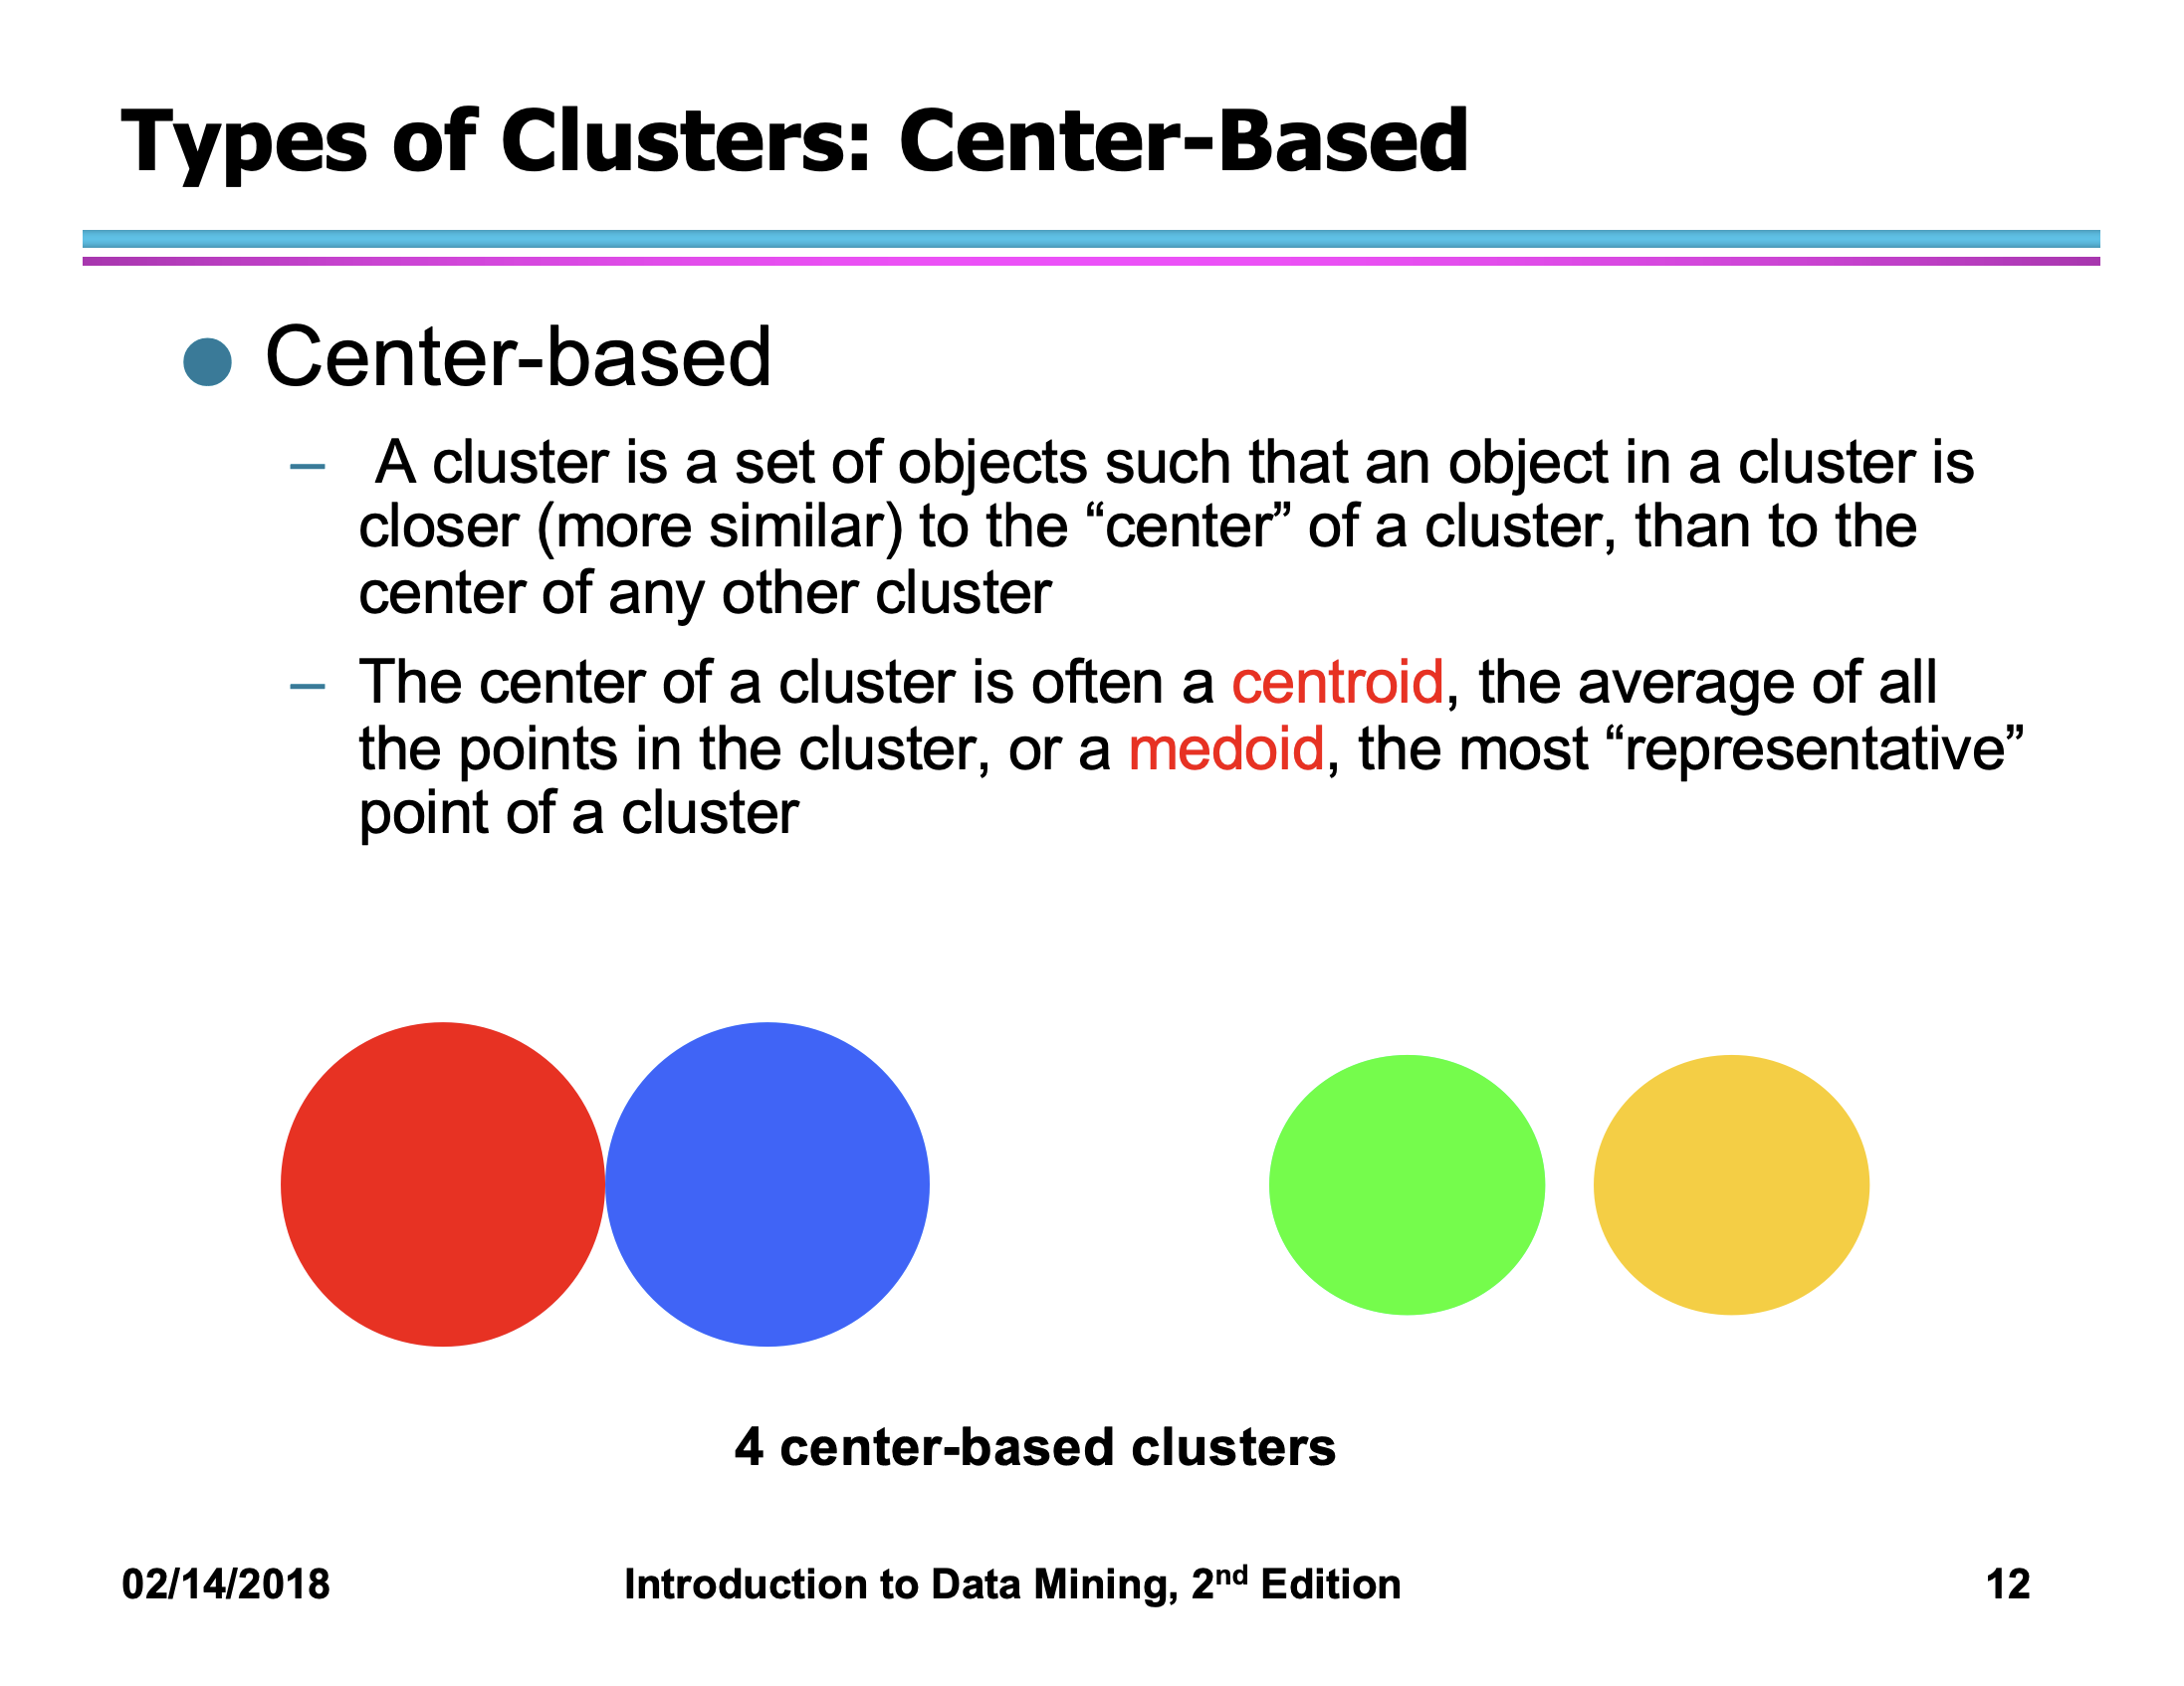 Types of Clusters: Center-Based
● Center-based
– A cluster is a set of objects such that an object in a cluster is
closer (more similar) to the “center” of a cluster, than to the
center of any other cluster
– The center of a cluster is often a centroid, the average of all
the points in the cluster, or a medoid, the most “representative”
point of a cluster
4 center-based clusters
02/14/2018 Introduction to Data Mining, 2nd Edition 12